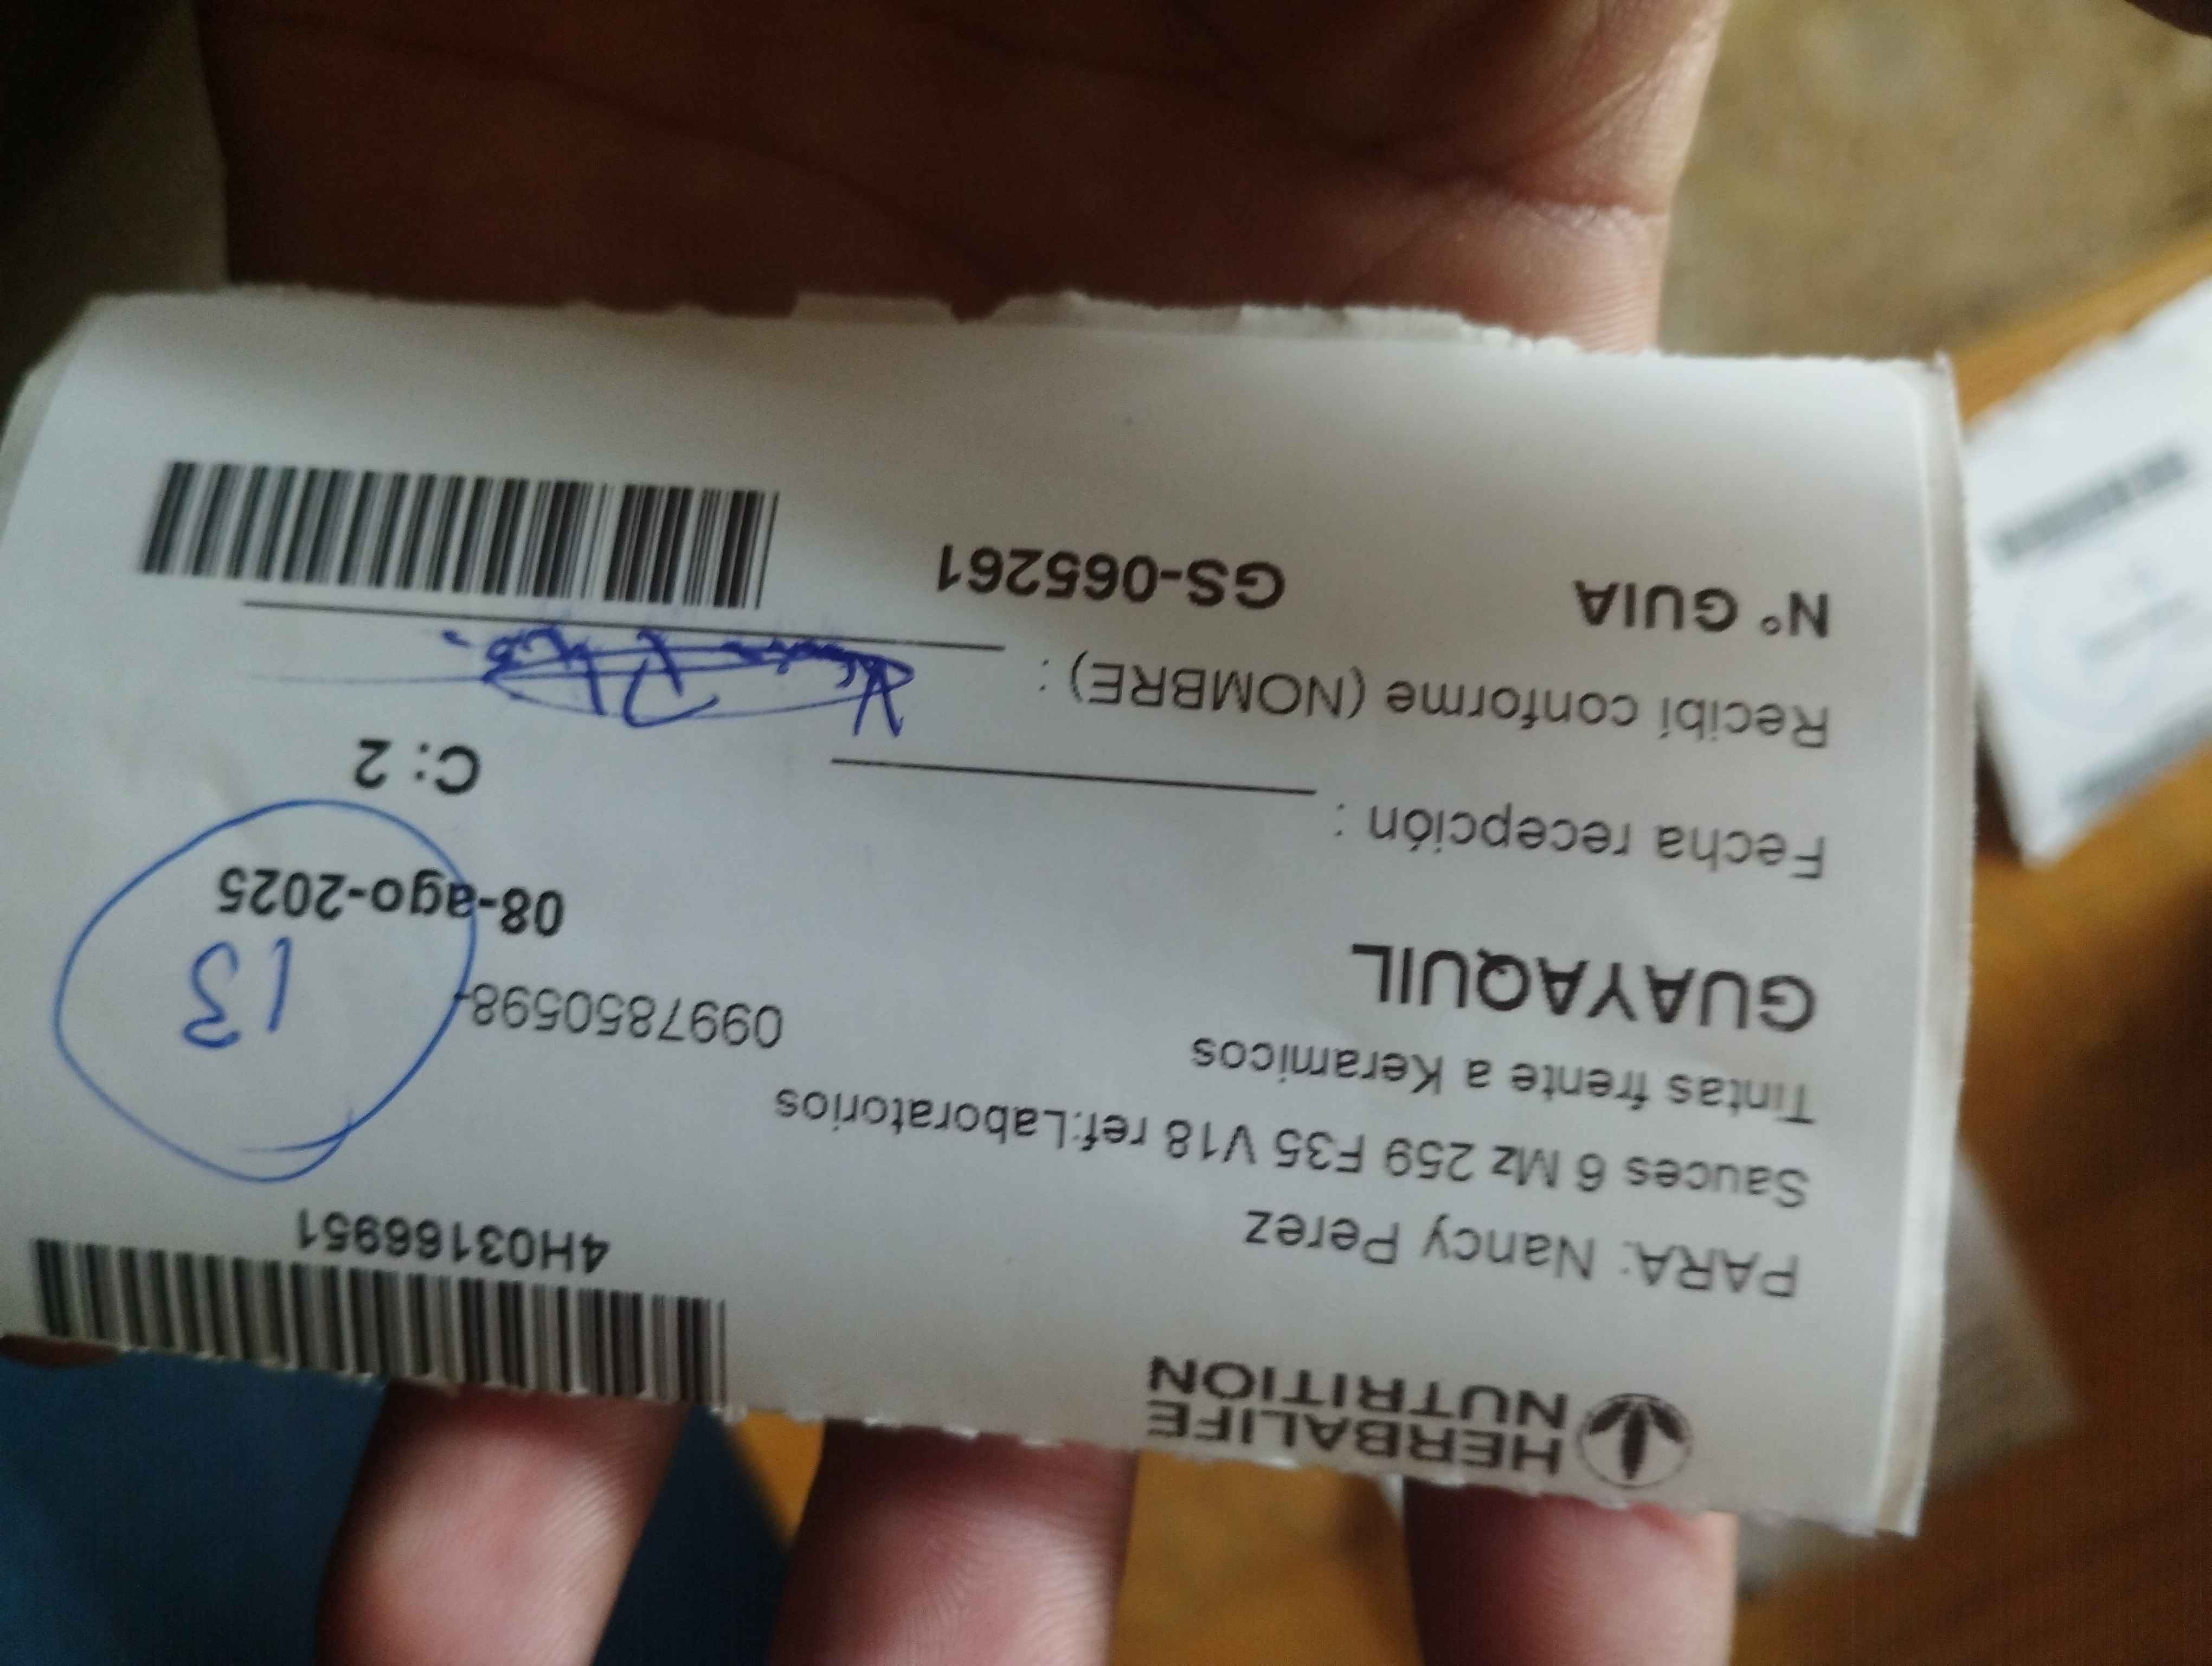 HERBALIFE
NUTRITION
4H03166951
PARA: Nancy Perez
Sauces 6 Mz 259 F35 V18 ref:Laboratorios
Tintas frente a Keramicos
0997850598-
13
GUAYAQUIL
08-ago-2025
Fecha recepción :
C: 2
Recibí conforme (NOMBRE) :
N° GUIA GS-065261